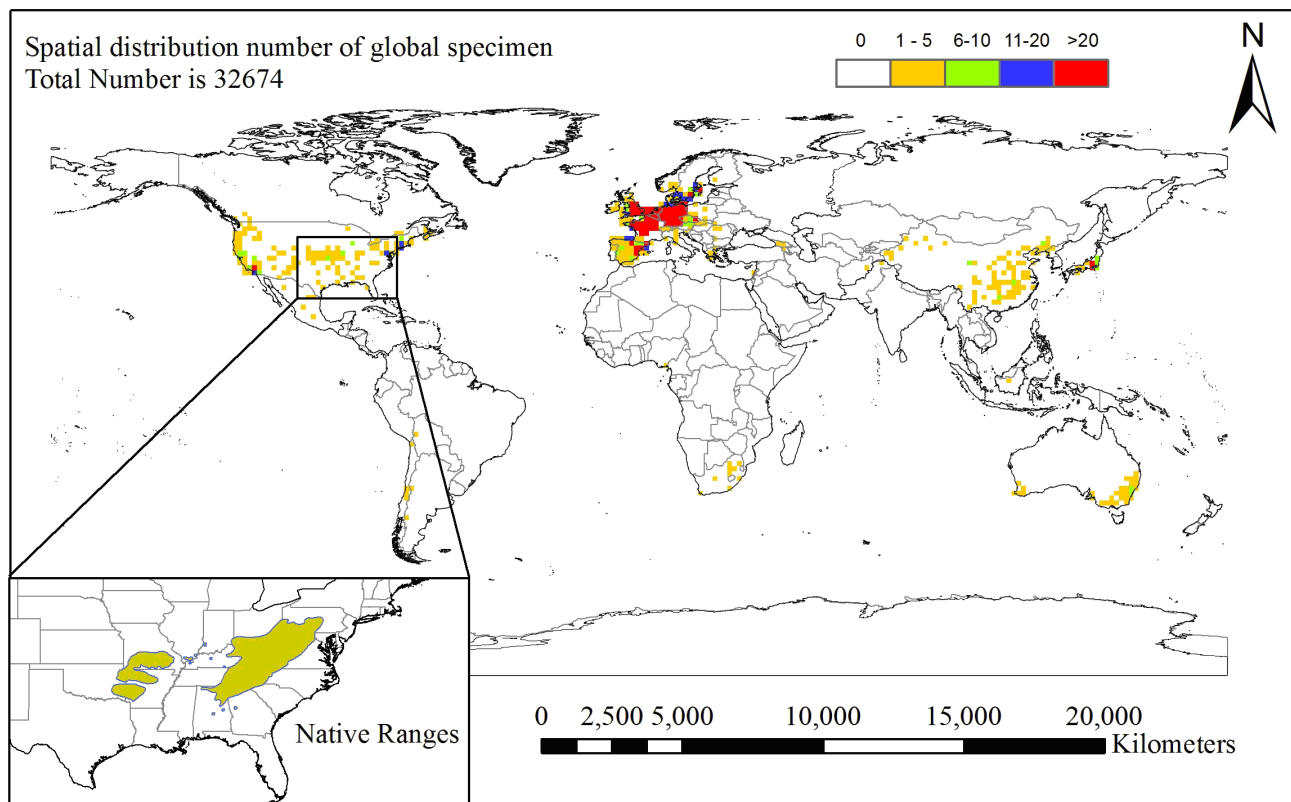 Spatial distribution number of global specimen
Total Number is 32674
0 1 - 5 6-10 11-20 >20
N
Native Ranges
0 2,500 5,000 10,000 15,000 20,000
Kilometers